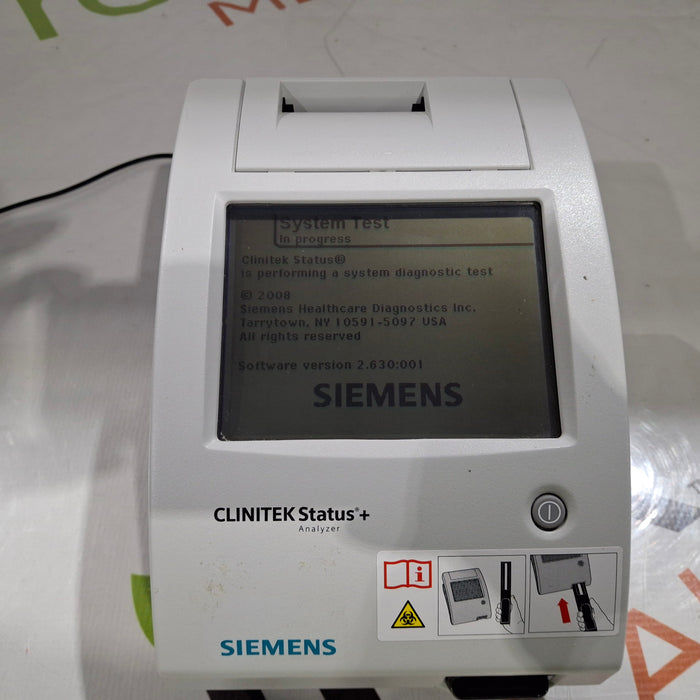 System Test
In progress
Clinitek Status®
is performing a system diagnostic test
© 2008
Siemens Healthcare Diagnostics Inc.
Tarrytown, NY 10591-5097 USA
All rights reserved
Software version 2.630:001
SIEMENS
CLINITEK Status®+
Analyzer
SIEMENS